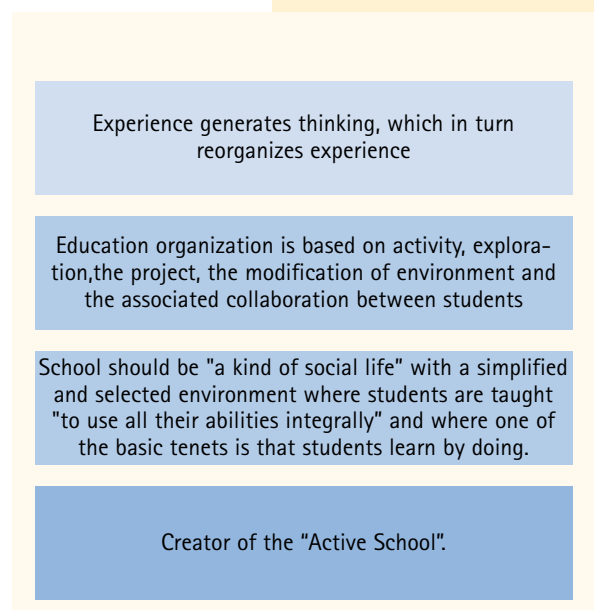 Experience generates thinking, which in turn
reorganizes experience
Education organization is based on activity, explora-
tion,the project, the modification of environment and
the associated collaboration between students
School should be "a kind of social life” with a simplified
and selected environment where students are taught
"to use all their abilities integrally” and where one of
the basic tenets is that students learn by doing.
Creator of the “Active School”.